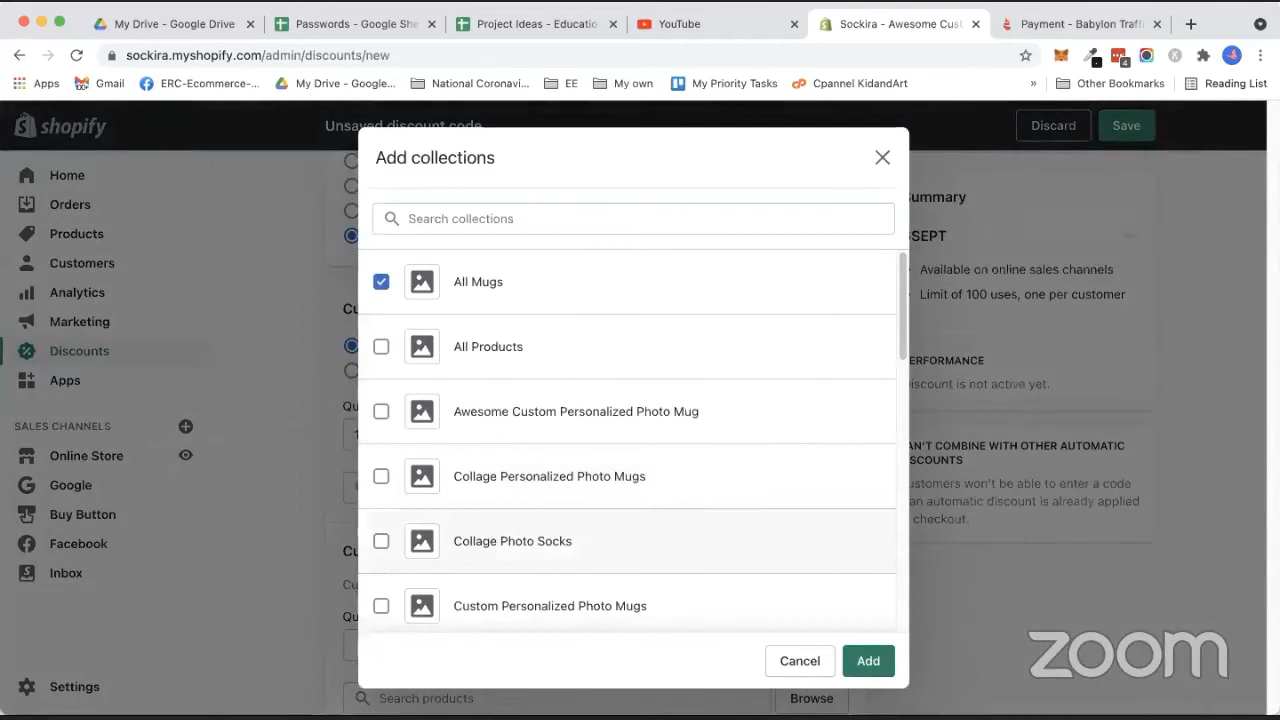 My Drive - Google Drive
Passwords - Google She
Project Ideas - Educatio
YouTube
Sockira - Awesome Cust
Payment - Babylon Traffi
sockira.myshopify.com/admin/discounts/new
4
Apps
Gmail
ERC-Ecommerce-...
My Drive - Google...
National Coronavi...
EE
My own
My Priority Tasks
Cpannel KidandArt
»
Other Bookmarks
Reading List
shopify
Unsaved discount code
Discard
Save
Home
Orders
Products
Customers
Analytics
Marketing
Discounts
Apps
SALES CHANNELS
Online Store
Google
Buy Button
Facebook
Inbox
Settings
Cu
Qu
Cu
Cu
Qu
Add collections
Search collections
All Mugs
All Products
Awesome Custom Personalized Photo Mug
Collage Personalized Photo Mugs
Collage Photo Socks
Custom Personalized Photo Mugs
Cancel
Add
Search products
Browse
ummary
SEPT
Available on online sales channels
Limit of 100 uses, one per customer
ERFORMANCE
iscount is not active yet.
AN'T COMBINE WITH OTHER AUTOMATIC
SCOUNTS
ustomers won't be able to enter a code
an automatic discount is already applied
checkout.
zoom